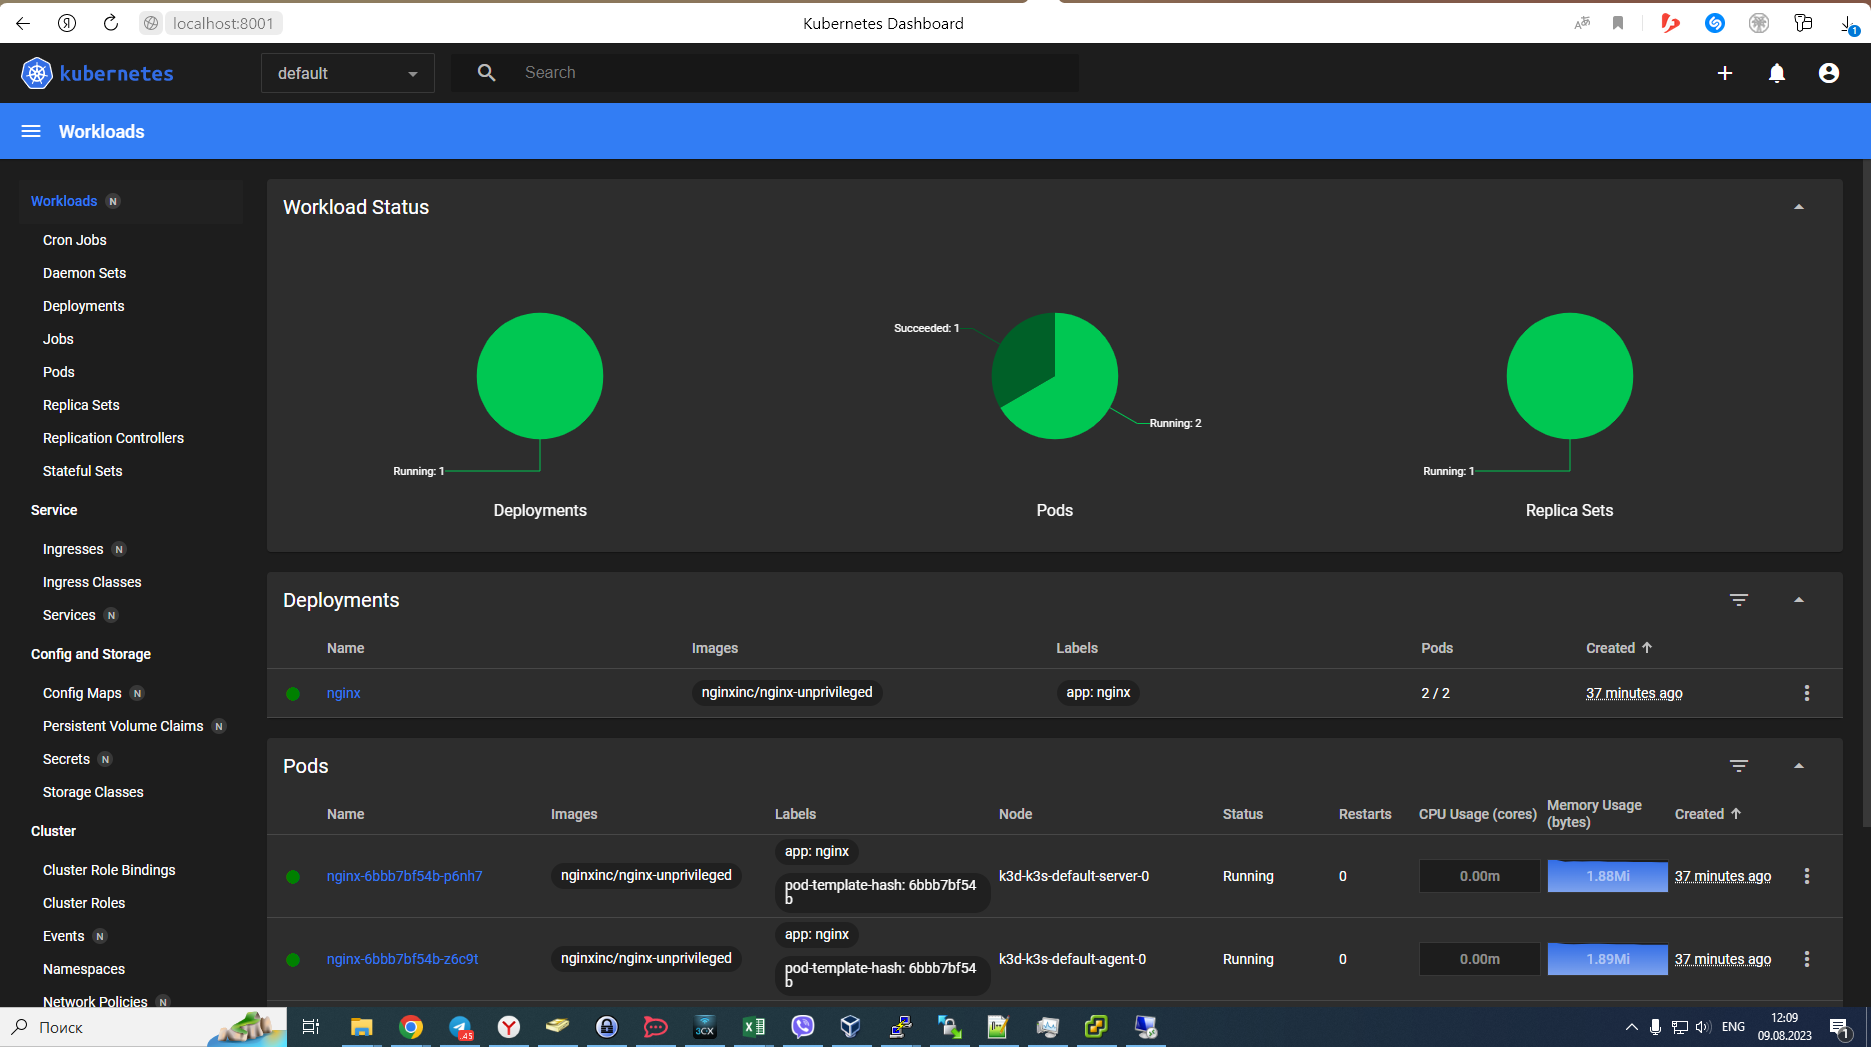 localhost:8001
Kubernetes Dashboard
1
kubernetes
default
Search
Workloads
Workloads N
Cron Jobs
Daemon Sets
Deployments
Jobs
Pods
Replica Sets
Replication Controllers
Stateful Sets
Service
Ingresses N
Ingress Classes
Services N
Config and Storage
Config Maps N
Persistent Volume Claims N
Secrets N
Storage Classes
Cluster
Cluster Role Bindings
Cluster Roles
Events N
Namespaces
Network Policies N
Workload Status
Running: 1
Deployments
Succeeded: 1
Running: 2
Pods
Running: 1
Replica Sets
Deployments
Name Images Labels Pods Created
nginx nginxinc/nginx-unprivileged app: nginx 2 / 2 37 minutes ago
Pods
Name Images Labels Node Status Restarts CPU Usage (cores) Memory Usage (bytes) Created
app: nginx
nginx-6bbb7bf54b-p6nh7 nginxinc/nginx-unprivileged k3d-k3s-default-server-0 Running 0 0.00m 1.88Mi 37 minutes ago
pod-template-hash: 6bbb7bf54
b
app: nginx
nginx-6bbb7bf54b-z6c9t nginxinc/nginx-unprivileged k3d-k3s-default-agent-0 Running 0 0.00m 1.89Mi 37 minutes ago
pod-template-hash: 6bbb7bf54
b
Поиск
45
3CX
ENG
12:09
09.08.2023
1